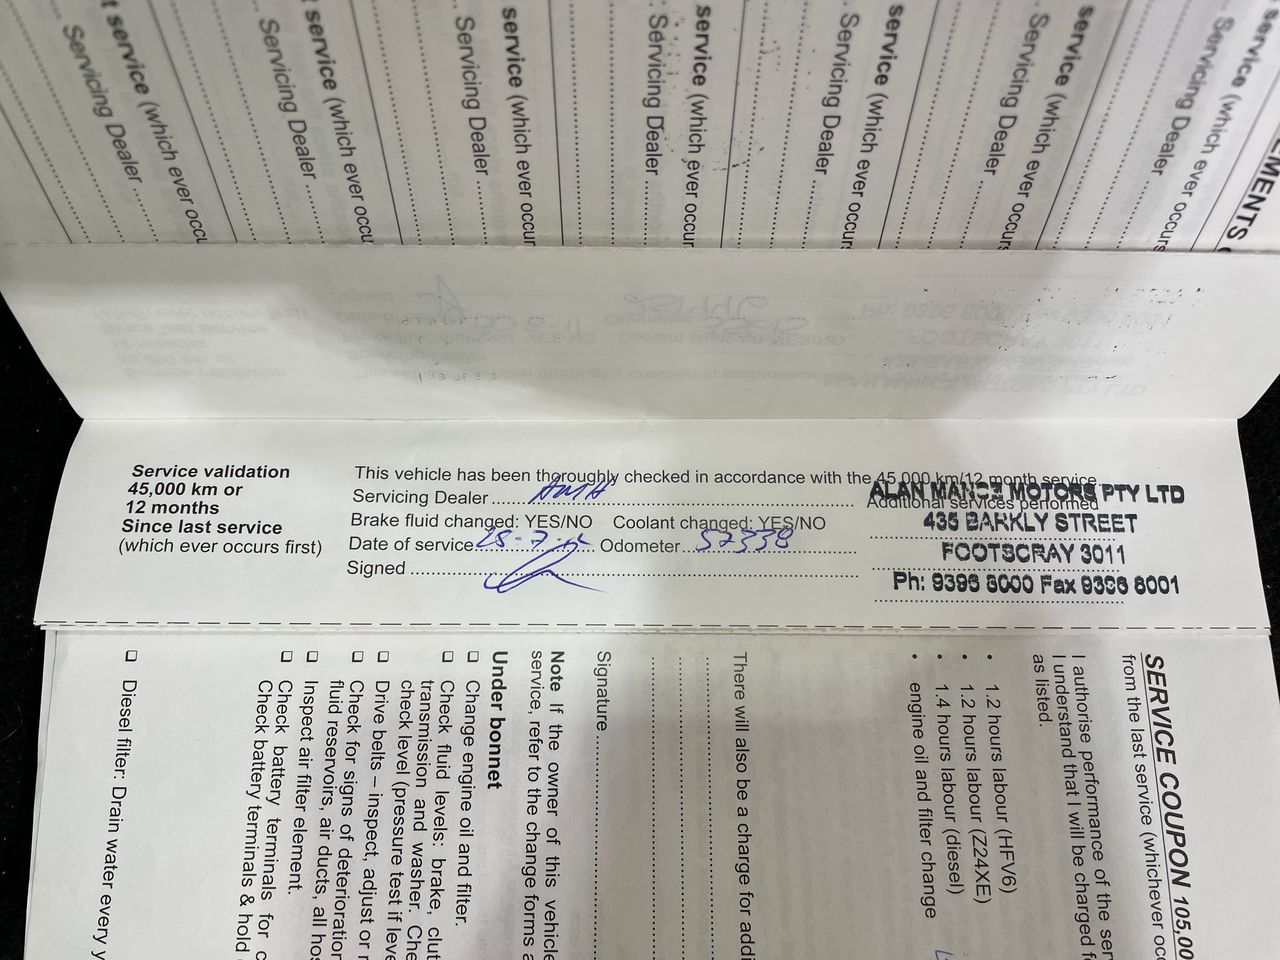 EMENTS
service (which ever occurs
Servicing Dealer
service (which ever occurs
Servicing Dealer
service (which ever occurs
Servicing Dealer
service (which ever occur
Servicing Dealer
service (which ever occur
Servicing Dealer
t service (which ever occu
Servicing Dealer
t service (which ever occu
Servicing Dealer
Service validation
45,000 km or
12 months
Since last service
(which ever occurs first)
This vehicle has been thoroughly checked in accordance with the 45,000 km/12 month service
Servicing Dealer AMA
Additional services performed
Brake fluid changed: YES/NO Coolant changed: YES/NO
Date of service Odometer 52338
Signed
ALAN MANCE MOTORS PTY LTD
435 BARKLY STREET
FOOTSCRAY 3011
Ph: 9396 8000 Fax 9396 8001
SERVICE COUPON 105,00
from the last service (whichever occ
I authorise performance of the ser
I understand that I will be charged f
as listed.
• 1.2 hours labour (HFV6)
• 1.2 hours labour (Z24XE)
• 1.4 hours labour (diesel)
• engine oil and filter change
There will also be a charge for addi
Signature
Note If the owner of this vehicle
service, refer to the change forms a
Under bonnet
❑ Change engine oil and filter.
❑ Check fluid levels: brake, clut
transmission and washer. Che
check level (pressure test if leve
❑ Drive belts – inspect, adjust or r
❑ Check for signs of deterioration
fluid reservoirs, air ducts, all hos
❑ Inspect air filter element.
❑ Check battery terminals for c
Check battery terminals & hold
❑ Diesel filter: Drain water every y